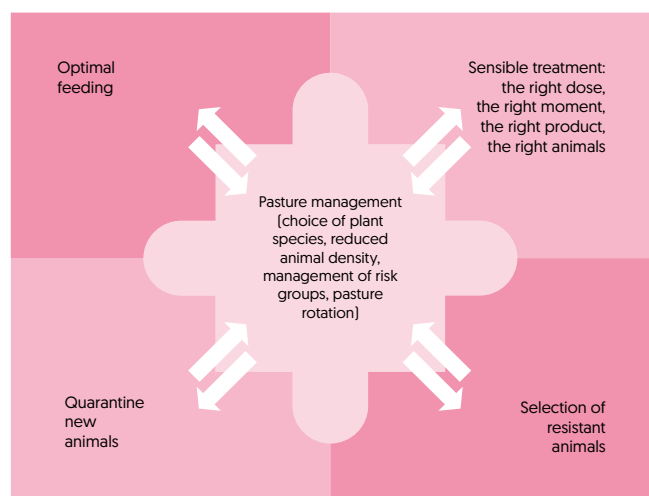 Optimal
feeding
Sensible treatment:
the right dose,
the right moment,
the right product,
the right animals
Pasture management
(choice of plant
species, reduced
animal density,
management of risk
groups, pasture
rotation)
Quarantine
new
animals
Selection of
resistant
animals